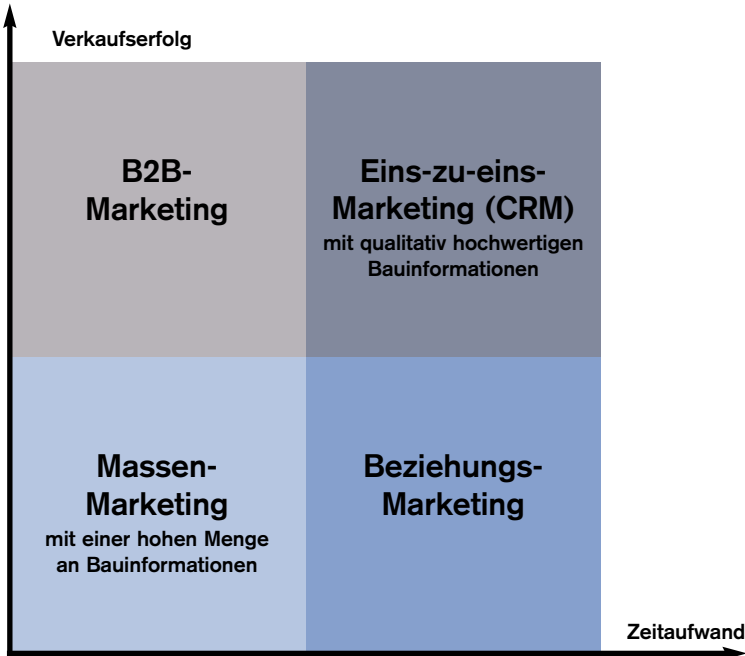 Verkaufserfolg
B2B-
Marketing
Eins-zu-eins-
Marketing (CRM)
mit qualitativ hochwertigen
Bauinformationen
Massen-
Marketing
mit einer hohen Menge
an Bauinformationen
Beziehungs-
Marketing
Zeitaufwand